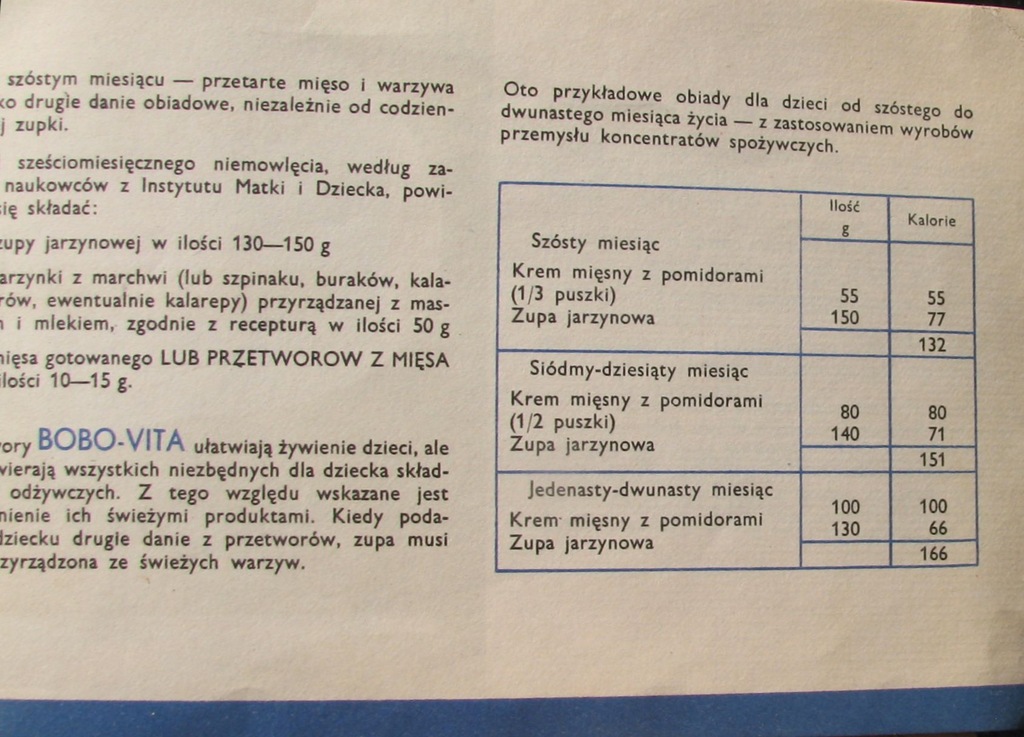 szóstym miesiącu — przetarte mięso i warzywa
ko drugie danie obiadowe, niezależnie od codzien-
j zupki.
sześciomiesięcznego niemowlęcia, według za-
naukowców z Instytutu Matki i Dziecka, powi-
ię składać:
zupy jarzynowej w ilości 130—150 g
arzynki z marchwi (lub szpinaku, buraków, kala-
rów, ewentualnie kalarepy) przyrządzanej z mas-
i mlekiem, zgodnie z recepturą w ilości 50 g
mięsa gotowanego LUB PRZETWOROW Z MIĘSA
ilości 10—15 g.
ory BOBO-VITA ułatwiają żywienie dzieci, ale
wierają wszystkich niezbędnych dla dziecka skład-
odżywczych. Z tego względu wskazane jest
nienie ich świeżymi produktami. Kiedy poda-
dziecku drugie danie z przetworów, zupa musi
zyrządzona ze świeżych warzyw.
Oto przykładowe obiady dla dzieci od szóstego do
dwunastego miesiąca życia — z zastosowaniem wyrobów
przemysłu koncentratów spożywczych.
Ilość
g
Kalorie
Szósty miesiąc
Krem mięsny z pomidorami
(1/3 puszki) 55 55
Zupa jarzynowa 150 77
132
Siódmy-dziesiąty miesiąc
Krem mięsny z pomidorami
(1/2 puszki) 80 80
Zupa jarzynowa 140 71
151
Jedenasty-dwunasty miesiąc
Krem mięsny z pomidorami 100 100
Zupa jarzynowa 130 66
166